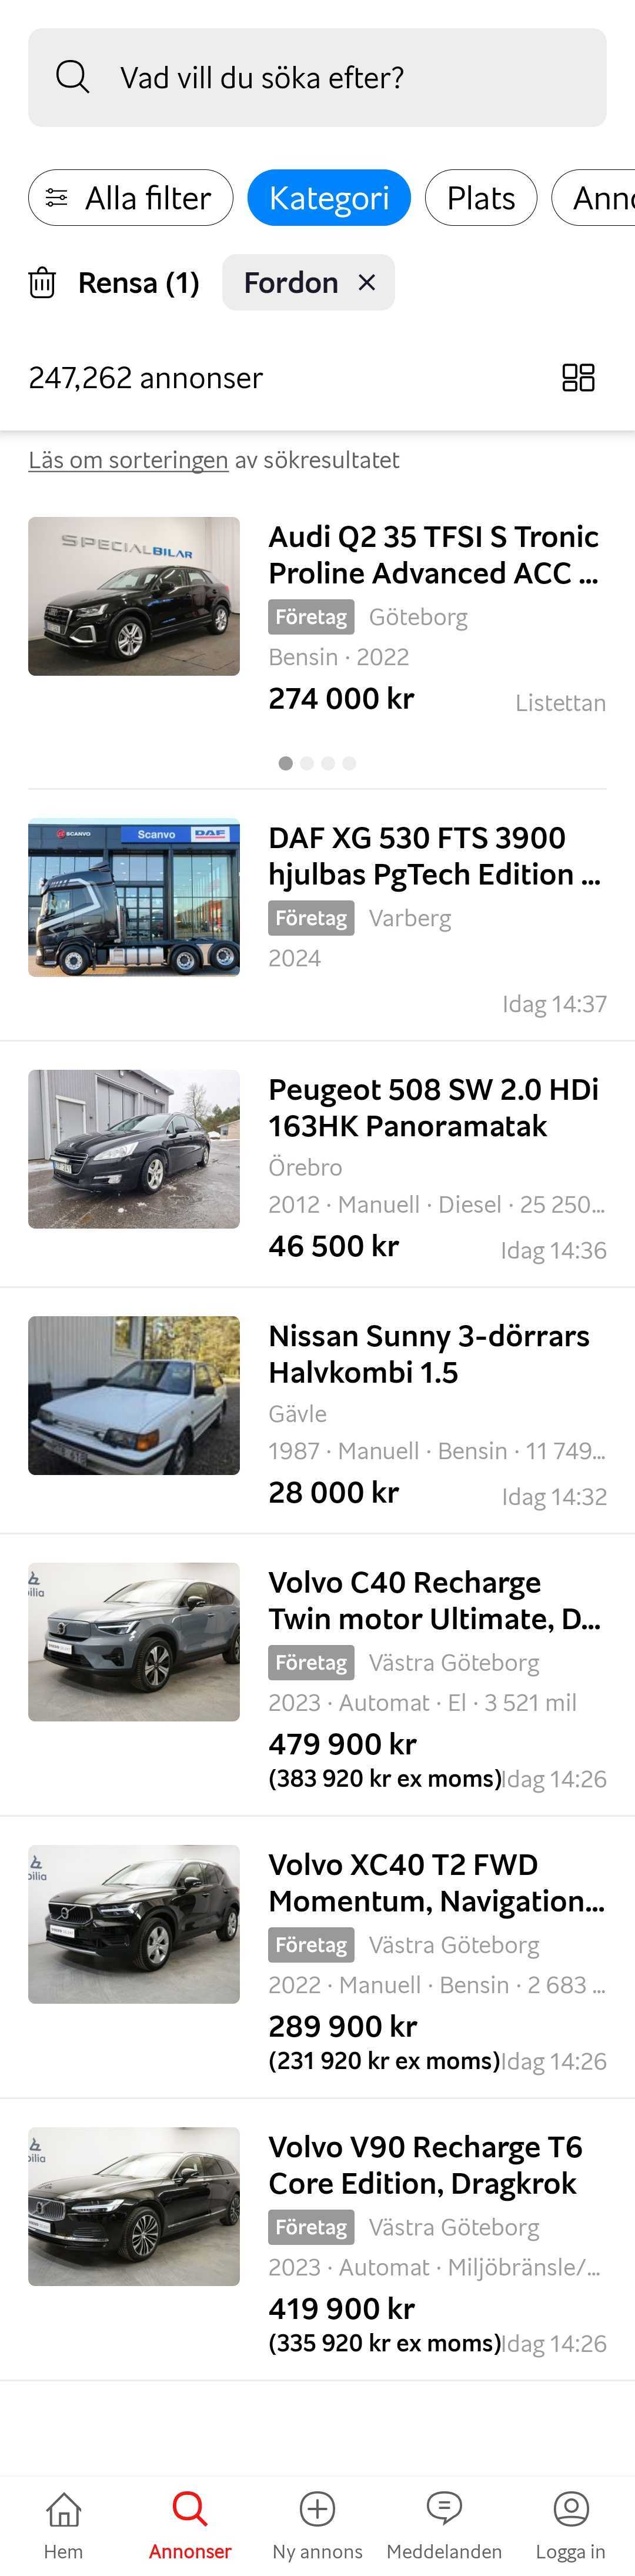 Vad vill du söka efter?
Alla filter
Kategori
Plats
Rensa (1)
Fordon
247,262 annonser
Läs om sorteringen av sökresultatet
SPECIALBILAR
Audi Q2 35 TFSI S Tronic
Proline Advanced ACC ...
Företag Göteborg
Bensin · 2022
274 000 kr
Listettan
SCANVO
Scanvo
DAF
DAF XG 530 FTS 3900
hjulbas PgTech Edition ...
Företag Varberg
2024
Idag 14:37
Peugeot 508 SW 2.0 HDi
163HK Panoramatak
Örebro
2012 · Manuell · Diesel · 25 250...
46 500 kr
Idag 14:36
Nissan Sunny 3-dörrars
Halvkombi 1.5
Gävle
1987 · Manuell · Bensin · 11 749...
28 000 kr
Idag 14:32
bilia
Volvo C40 Recharge
Twin motor Ultimate, D...
Företag Västra Göteborg
2023 · Automat · El · 3 521 mil
479 900 kr
(383 920 kr ex moms)
Idag 14:26
bilia
Volvo XC40 T2 FWD
Momentum, Navigation...
Företag Västra Göteborg
2022 · Manuell · Bensin · 2 683 ...
289 900 kr
(231 920 kr ex moms)
Idag 14:26
bilia
Volvo V90 Recharge T6
Core Edition, Dragkrok
Företag Västra Göteborg
2023 · Automat · Miljöbränsle/...
419 900 kr
(335 920 kr ex moms)
Idag 14:26
Hem
Annonser
Ny annons
Meddelanden
Logga in